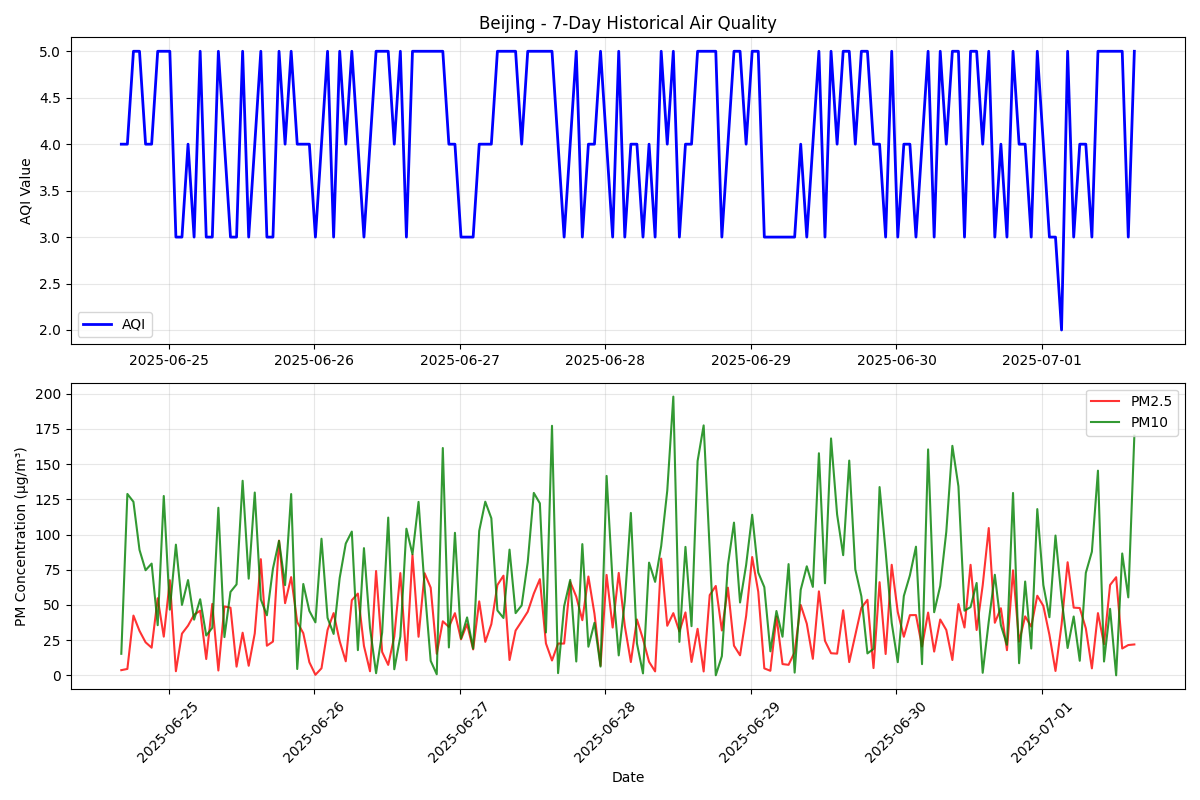 Beijing - 7-Day Historical Air Quality
AQI Value
5.0
4.5
4.0
3.5
3.0
2.5
2.0
AQI
2025-06-25 2025-06-26 2025-06-27 2025-06-28 2025-06-29 2025-06-30 2025-07-01
PM Concentration (µg/m³)
200
175
150
125
100
75
50
25
0
PM2.5
PM10
2025-06-25 2025-06-26 2025-06-27 2025-06-28 2025-06-29 2025-06-30 2025-07-01
Date